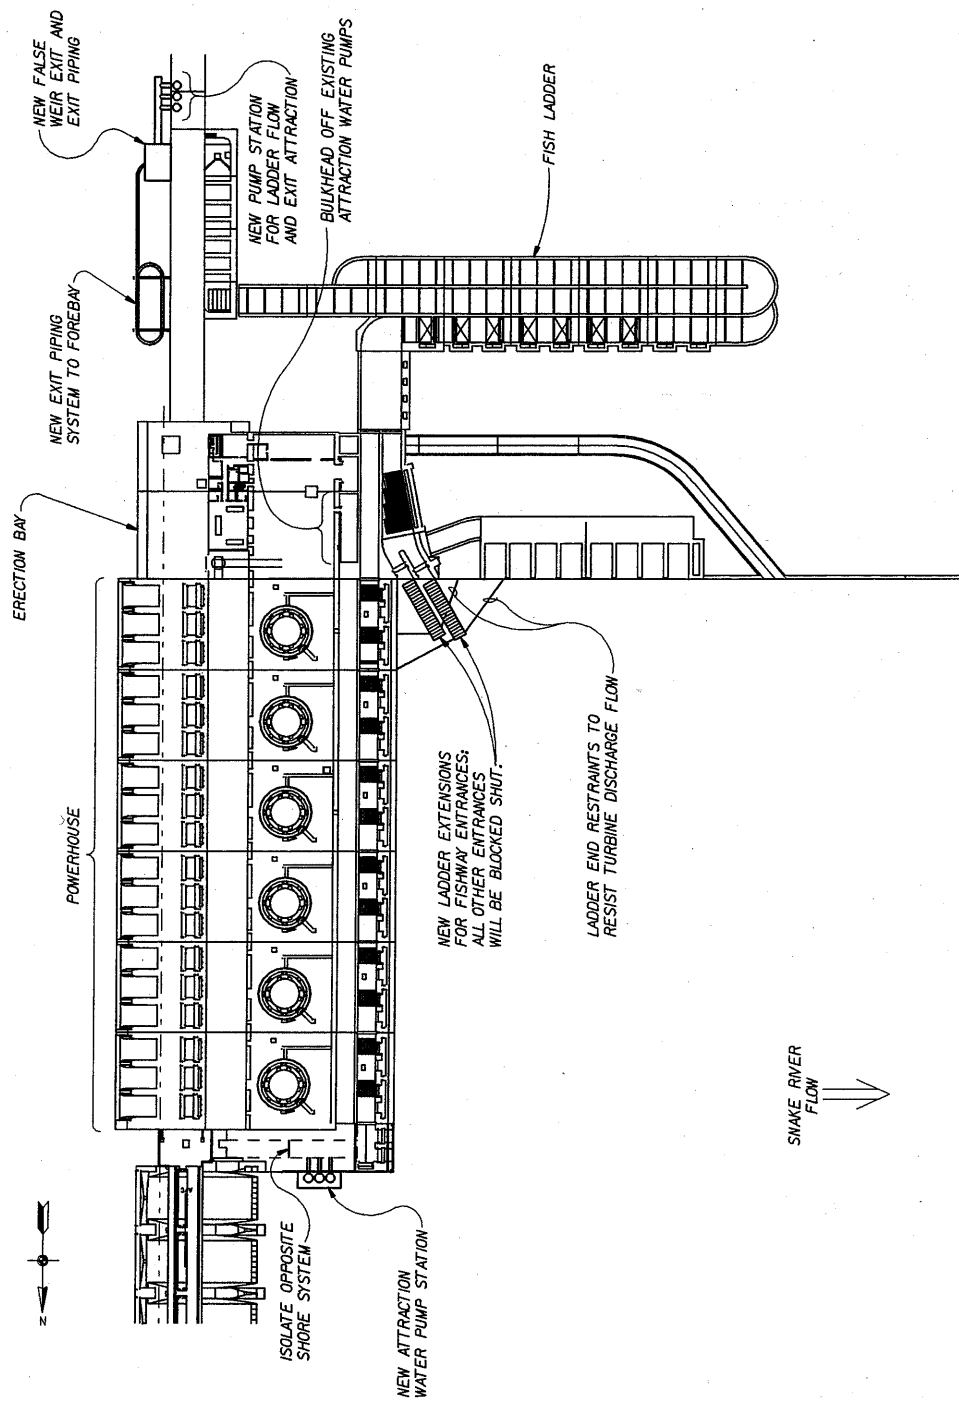 NEW FALSE
WEIR EXIT AND
EXIT PIPING
NEW PUMP STATION
FOR LADDER FLOW
AND EXIT ATTRACTION
BULKHEAD OFF EXISTING
ATTRACTION WATER PUMPS
FISH LADDER
NEW EXIT PIPING
SYSTEM TO FOREBAY
ERECTION BAY
POWERHOUSE
NEW LADDER EXTENSIONS
FOR FISHWAY ENTRANCES;
ALL OTHER ENTRANCES
WILL BE BLOCKED SHUT.
LADDER END RESTRAINTS TO
RESIST TURBINE DISCHARGE FLOW
SNAKE RIVER
FLOW
ISOLATE OPPOSITE
SHORE SYSTEM
NEW ATTRACTION
WATER PUMP STATION
N